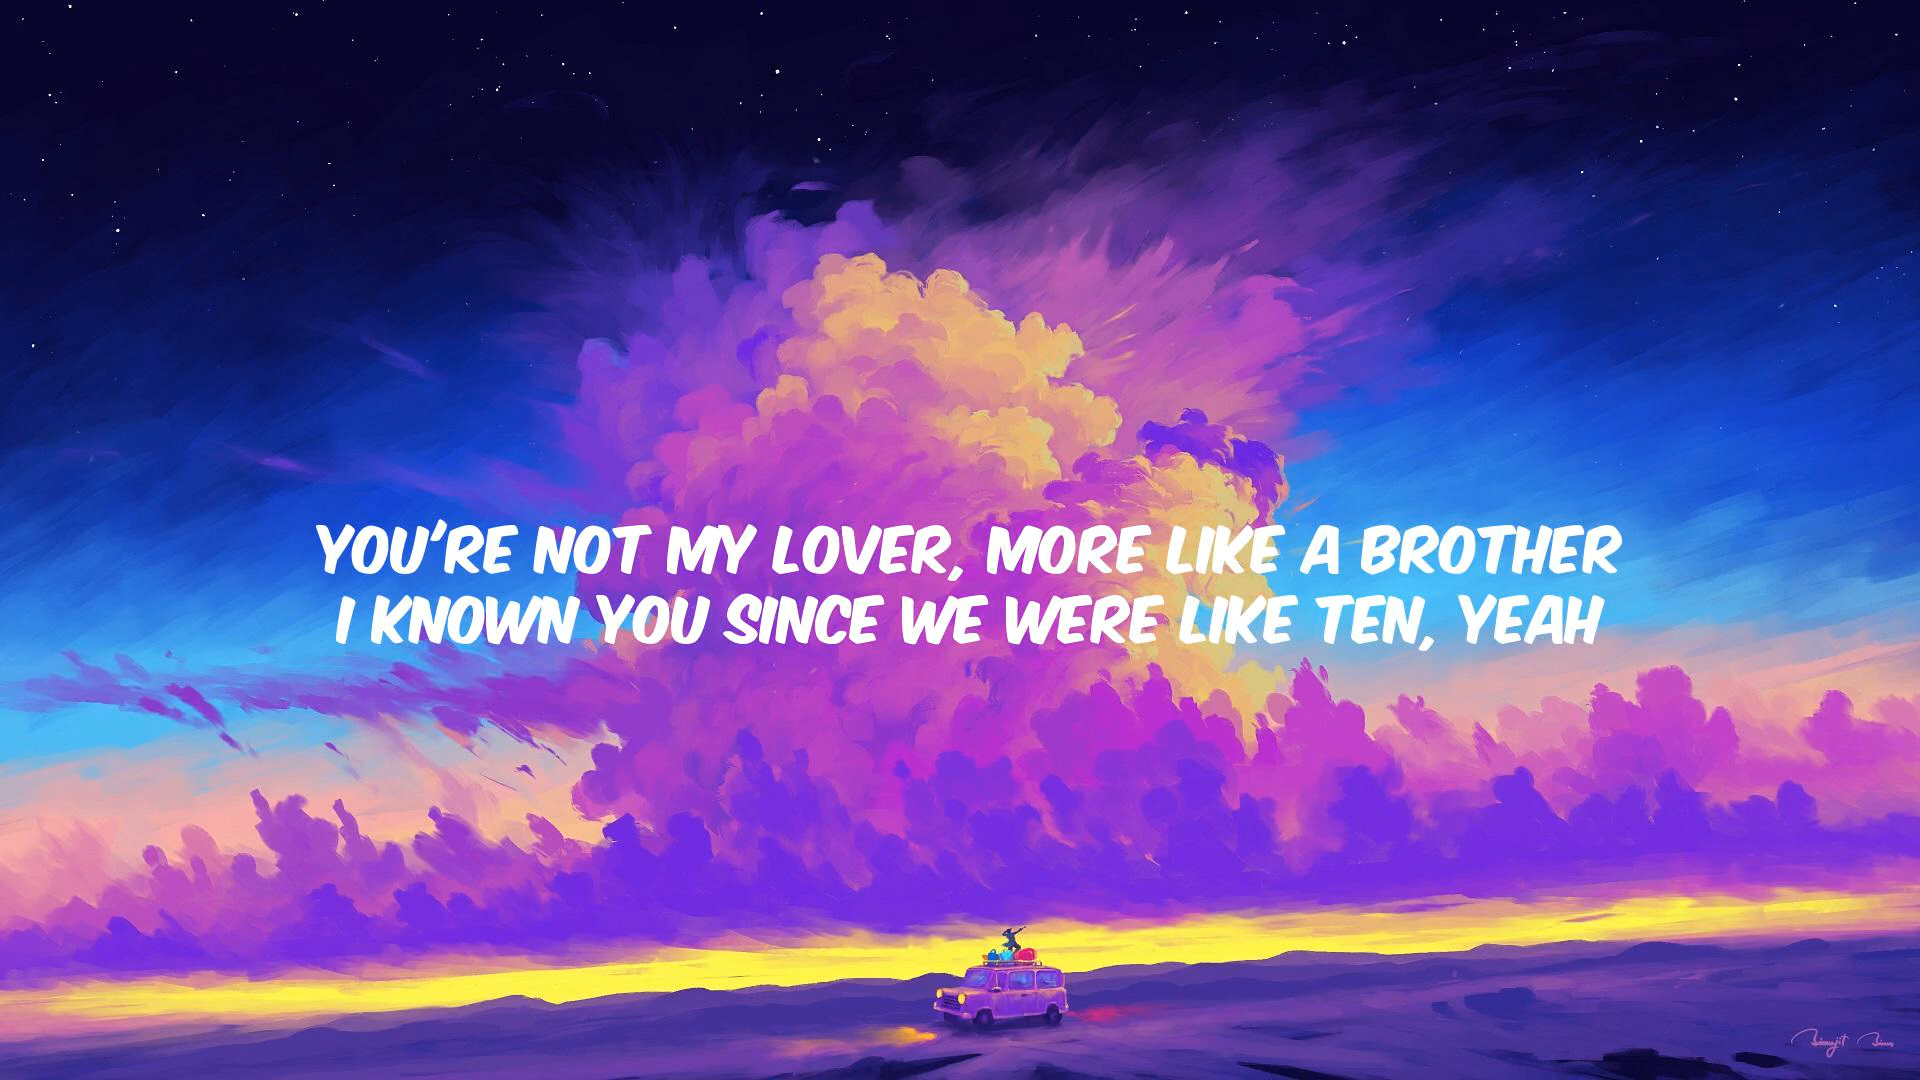 YOU'RE NOT MY LOVER, MORE LIKE A BROTHER
I KNOWN YOU SINCE WE WERE LIKE TEN, YEAH